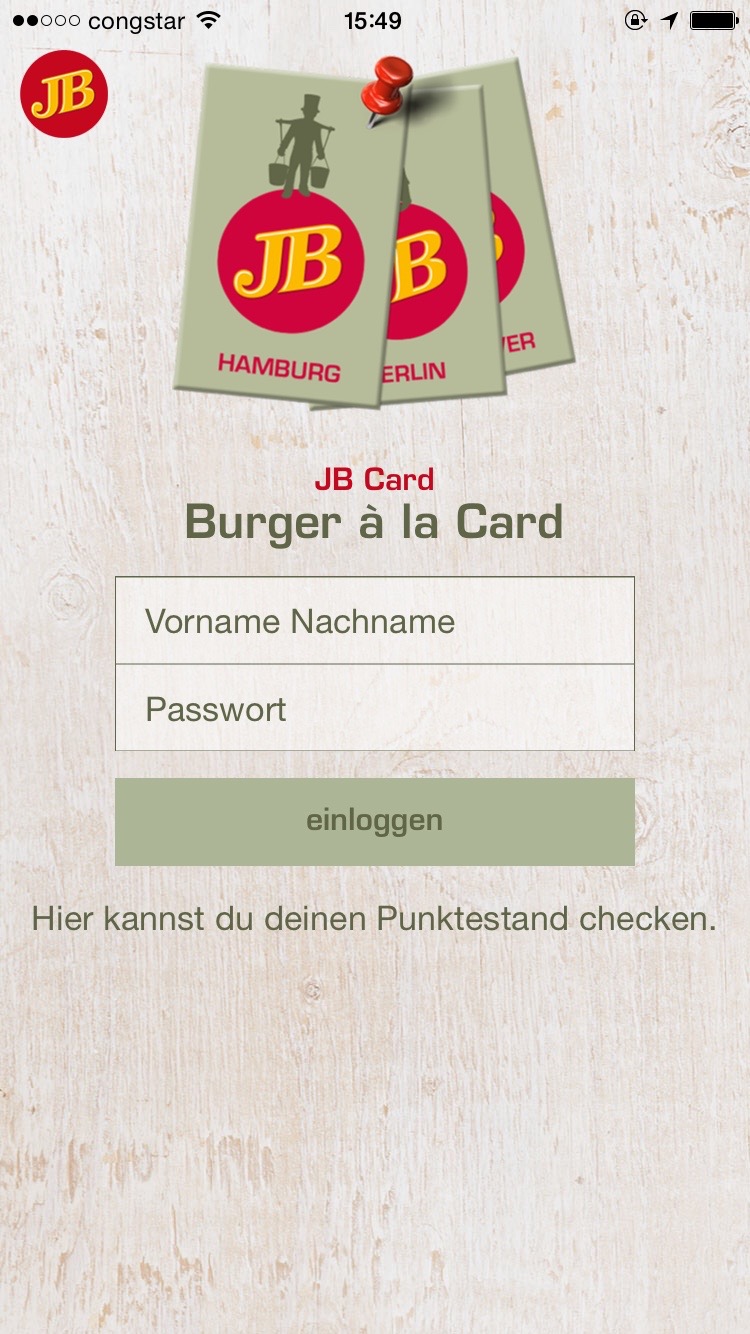 congstar 15:49
JB
JB
JB
HAMBURG
ERLIN
VER
JB Card
Burger à la Card
Vorname Nachname
Passwort
einloggen
Hier kannst du deinen Punktestand checken.